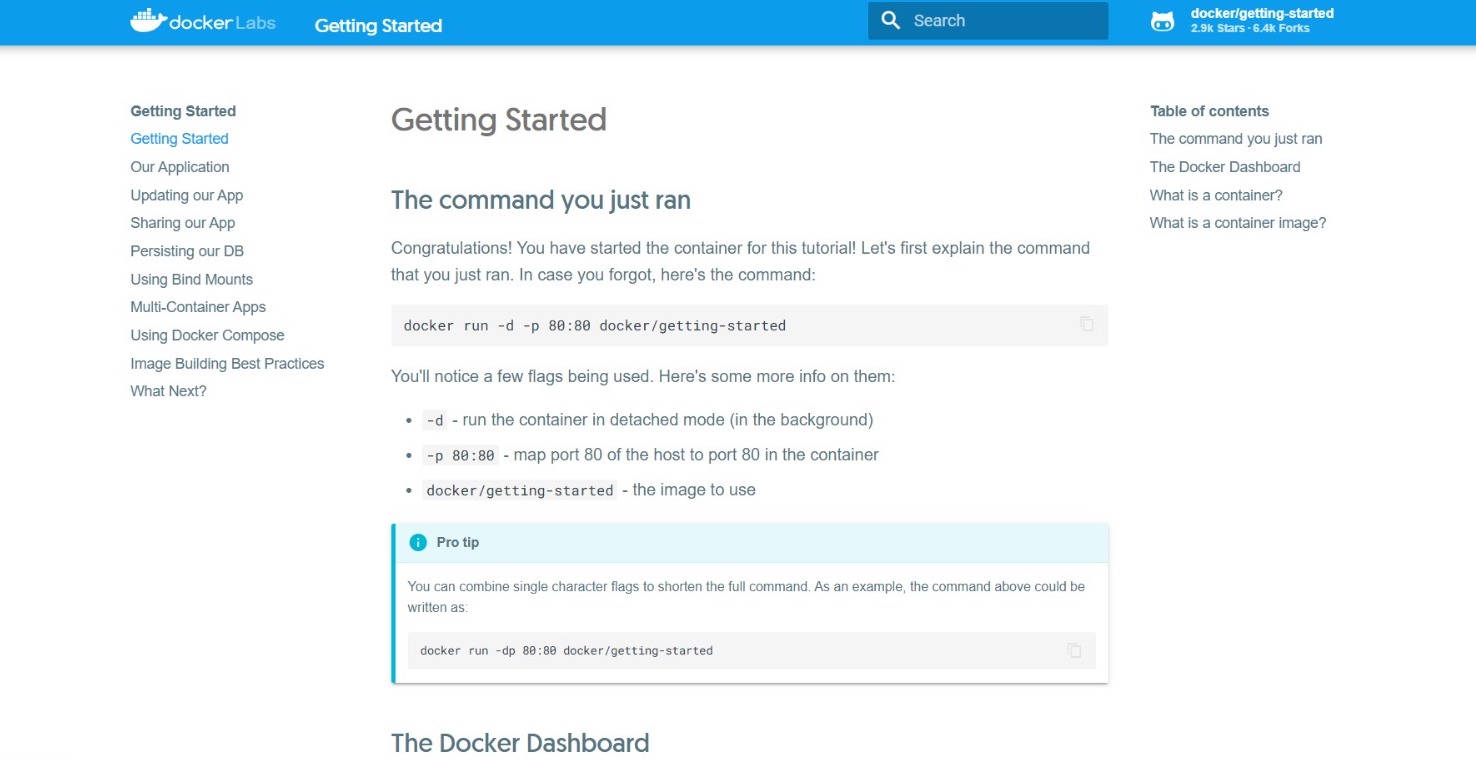 docker Labs
Getting Started
Search
docker/getting-started
2.9k Stars · 6.4k Forks
Getting Started
Getting Started
Our Application
Updating our App
Sharing our App
Persisting our DB
Using Bind Mounts
Multi-Container Apps
Using Docker Compose
Image Building Best Practices
What Next?
Getting Started
The command you just ran
Congratulations! You have started the container for this tutorial! Let's first explain the command
that you just ran. In case you forgot, here's the command:
docker run -d -p 80:80 docker/getting-started
You'll notice a few flags being used. Here's some more info on them:
• -d - run the container in detached mode (in the background)
• -p 80:80 - map port 80 of the host to port 80 in the container
• docker/getting-started - the image to use
Pro tip
You can combine single character flags to shorten the full command. As an example, the command above could be
written as:
docker run -dp 80:80 docker/getting-started
The Docker Dashboard
Table of contents
The command you just ran
The Docker Dashboard
What is a container?
What is a container image?